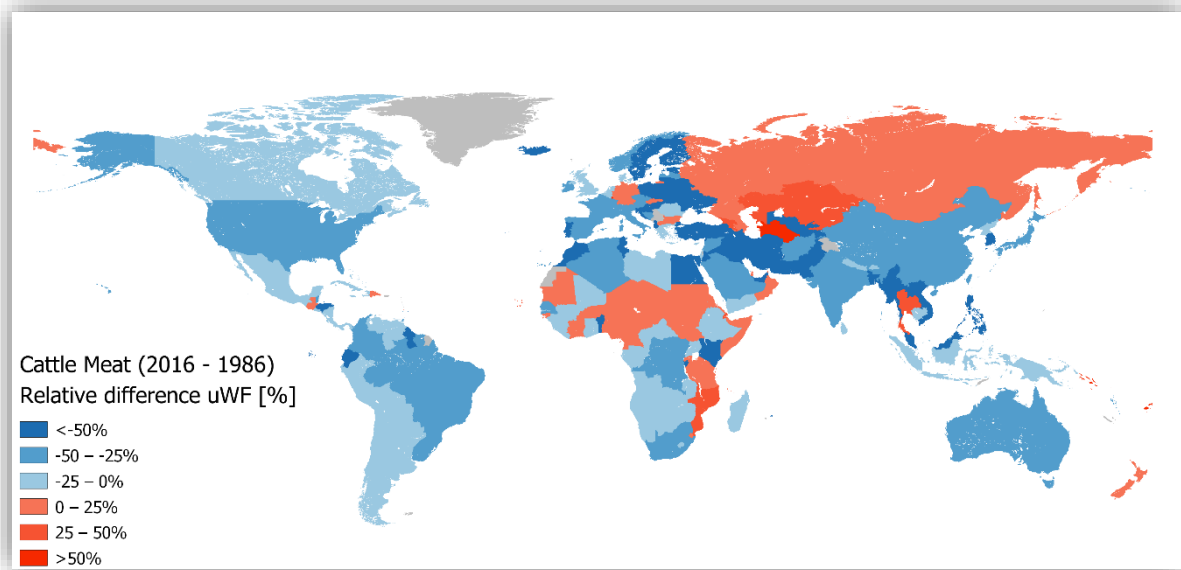 Cattle Meat (2016 - 1986)
Relative difference uWF [%]
<-50%
-50 – -25%
-25 – 0%
0 – 25%
25 – 50%
>50%